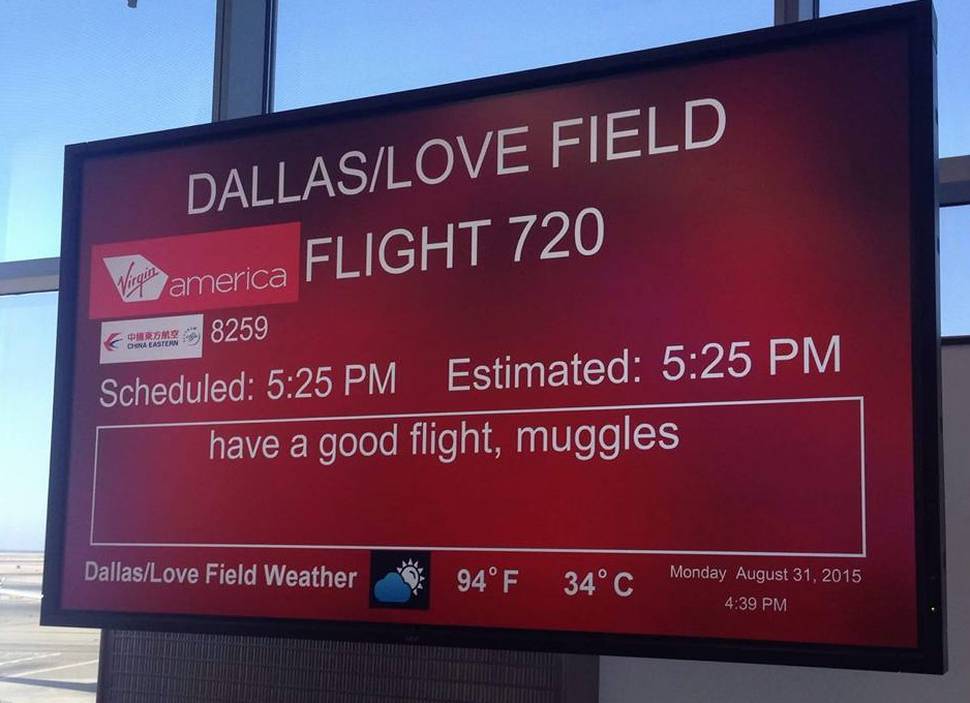 DALLAS/LOVE FIELD
Virgin america FLIGHT 720
中國東方航空
CHINA EASTERN
8259
Scheduled: 5:25 PM Estimated: 5:25 PM
have a good flight, muggles
Dallas/Love Field Weather 94° F 34° C
Monday August 31, 2015
4:39 PM